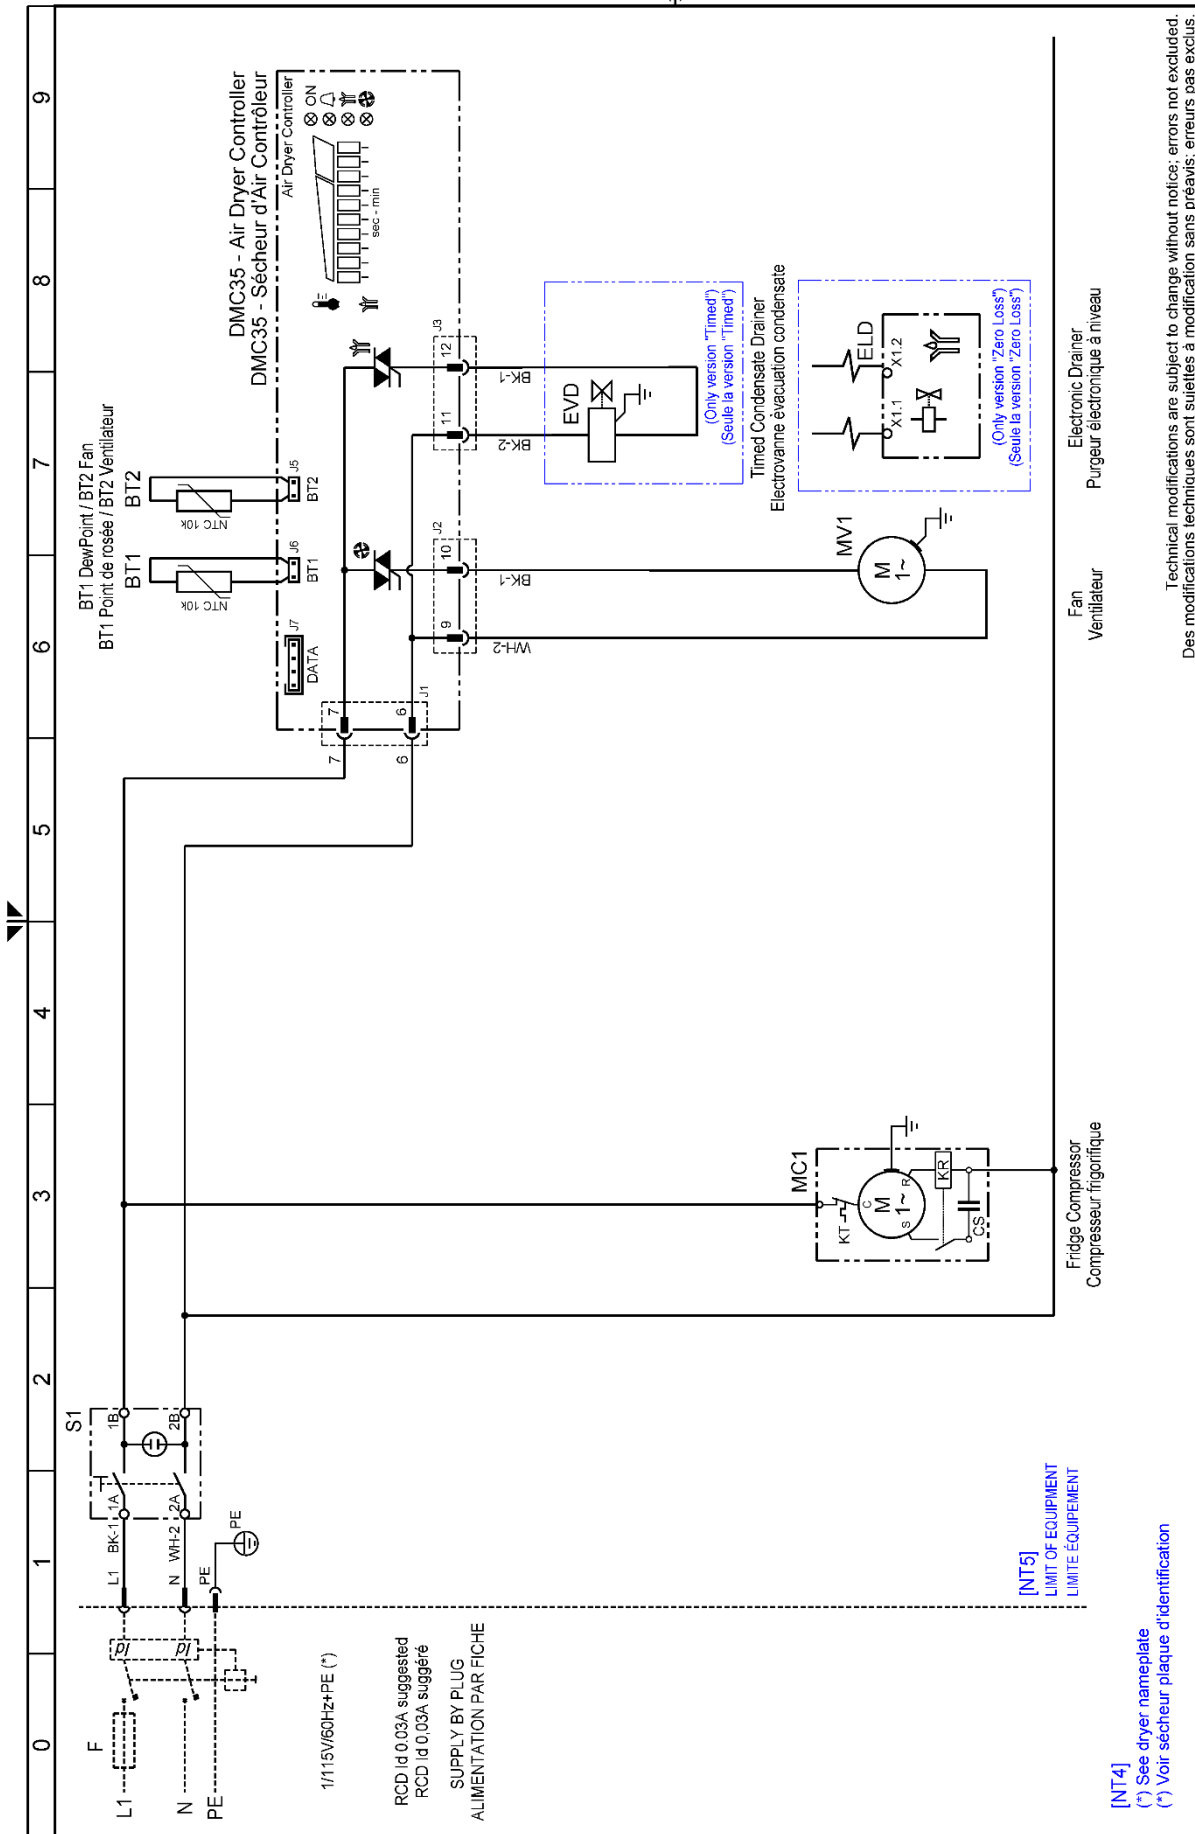 0 1 2 3 4 5 6 7 8 9
L1
N
PE
F
Id
Id
1/115V/60Hz+PE (*)
RCD Id 0.03A suggested
RCD Id 0,03A suggéré
SUPPLY BY PLUG
ALIMENTATION PAR FICHE
L1 BK-1 1A
N WH-2 2A
PE
PE
S1
1B
2B
[NT5]
LIMIT OF EQUIPMENT
LIMITE ÉQUIPEMENT
[NT4]
(*) See dryer nameplate
(*) Voir sécheur plaque d'identification
MC1
KT
C
M
1~
S
R
KR
CS
Fridge Compressor
Compresseur frigorifique
BT1 DewPoint / BT2 Fan
BT1 Point de rosée / BT2 Ventilateur
BT1
BT2
NTC 10k
NTC 10k
J7
DATA
J6
BT1
J5
BT2
DMC35 - Air Dryer Controller
DMC35 - Sécheur d'Air Contrôleur
Air Dryer Controller
ON
sec - min
7 7
6 6
J1
9 10
J2
11 12
J3
WH-2
BK-1
BK-2
BK-1
EVD
(Only version "Timed")
(Seule la version "Timed")
Timed Condensate Drainer
Electrovanne évacuation condensate
MV1
M
1~
Fan
Ventilateur
ELD
X1.1
X1.2
(Only version "Zero Loss")
(Seule la version "Zero Loss")
Electronic Drainer
Purgeur électronique à niveau
Technical modifications are subject to change without notice; errors not excluded.
Des modifications techniques sont sujettes à modification sans préavis; erreurs pas exclus.